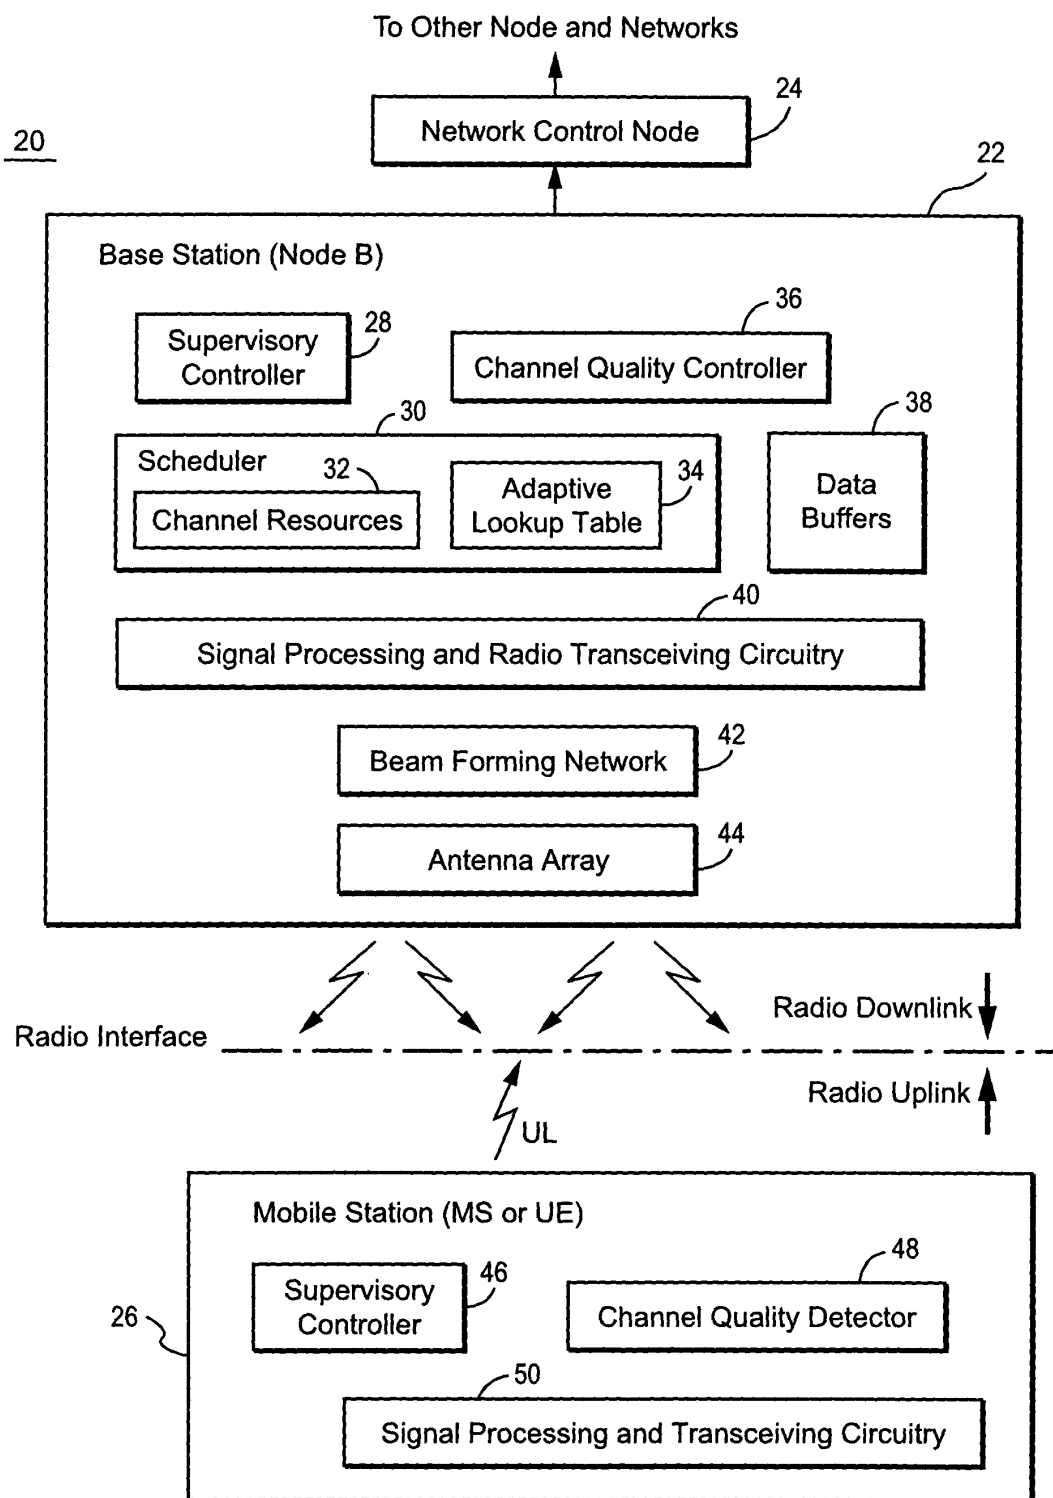 To Other Node and Networks
24
Network Control Node
20
22
Base Station (Node B)
36
28
Supervisory
Controller
Channel Quality Controller
30
38
Scheduler
32
34
Adaptive
Lookup Table
Channel Resources
Data
Buffers
40
Signal Processing and Radio Transceiving Circuitry
42
Beam Forming Network
44
Antenna Array
Radio Downlink
Radio Interface
Radio Uplink
UL
Mobile Station (MS or UE)
48
46
Supervisory
Controller
Channel Quality Detector
26
50
Signal Processing and Transceiving Circuitry